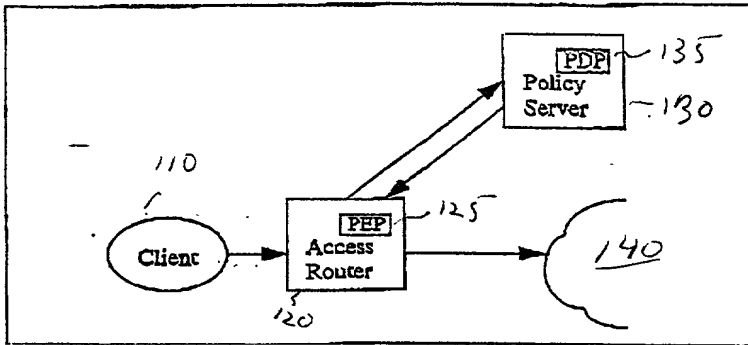 PDP
135
Policy
Server
130
110
PEP
125
Client
Access
Router
140
120